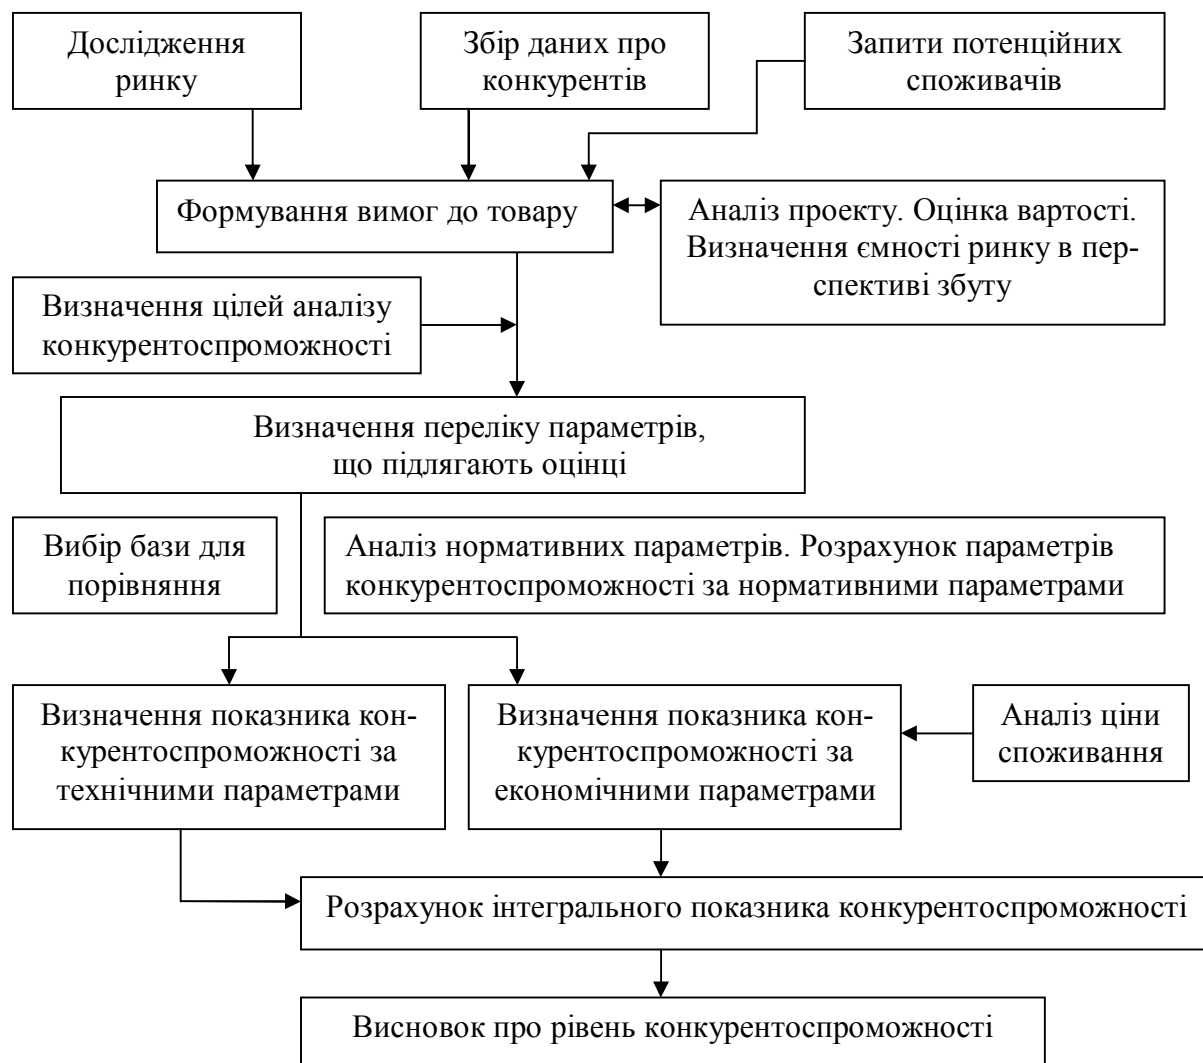 Дослідження
ринку
Збір даних про
конкурентів
Запити потенційних
споживачів
Формування вимог до товару
Аналіз проекту. Оцінка вартості.
Визначення ємності ринку в пер-
спективі збуту
Визначення цілей аналізу
конкурентоспроможності
Визначення переліку параметрів,
що підлягають оцінці
Вибір бази для
порівняння
Аналіз нормативних параметрів. Розрахунок параметрів
конкурентоспроможності за нормативними параметрами
Визначення показника кон-
курентоспроможності за
технічними параметрами
Визначення показника кон-
курентоспроможності за
економічними параметрами
Аналіз ціни
споживання
Розрахунок інтегрального показника конкурентоспроможності
Висновок про рівень конкурентоспроможності